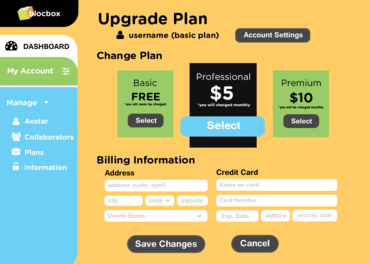 blocbox
Upgrade Plan
username (basic plan)
Account Settings
DASHBOARD
My Account
Manage
Avatar
Collaborators
Plans
Information
Change Plan
Basic
FREE
*you will never be charged!
Select
Professional
$5
*you will charged monthly
Select
Premium
$10
*you will be charged monthly
Select
Billing Information
Address
address (suite, apt#)
city
state
zipcode
United States
Credit Card
Name on card
Card Number
Exp. Date
AMEX
security code
Save Changes
Cancel